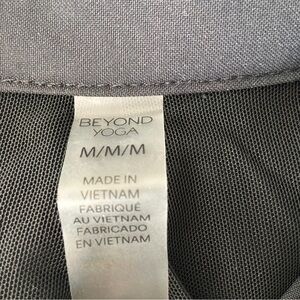 BEYOND
YOGA
M/M/M
MADE IN
VIETNAM
FABRIQUÉ
AU VIETNAM
FABRICADO
EN VIETNAM